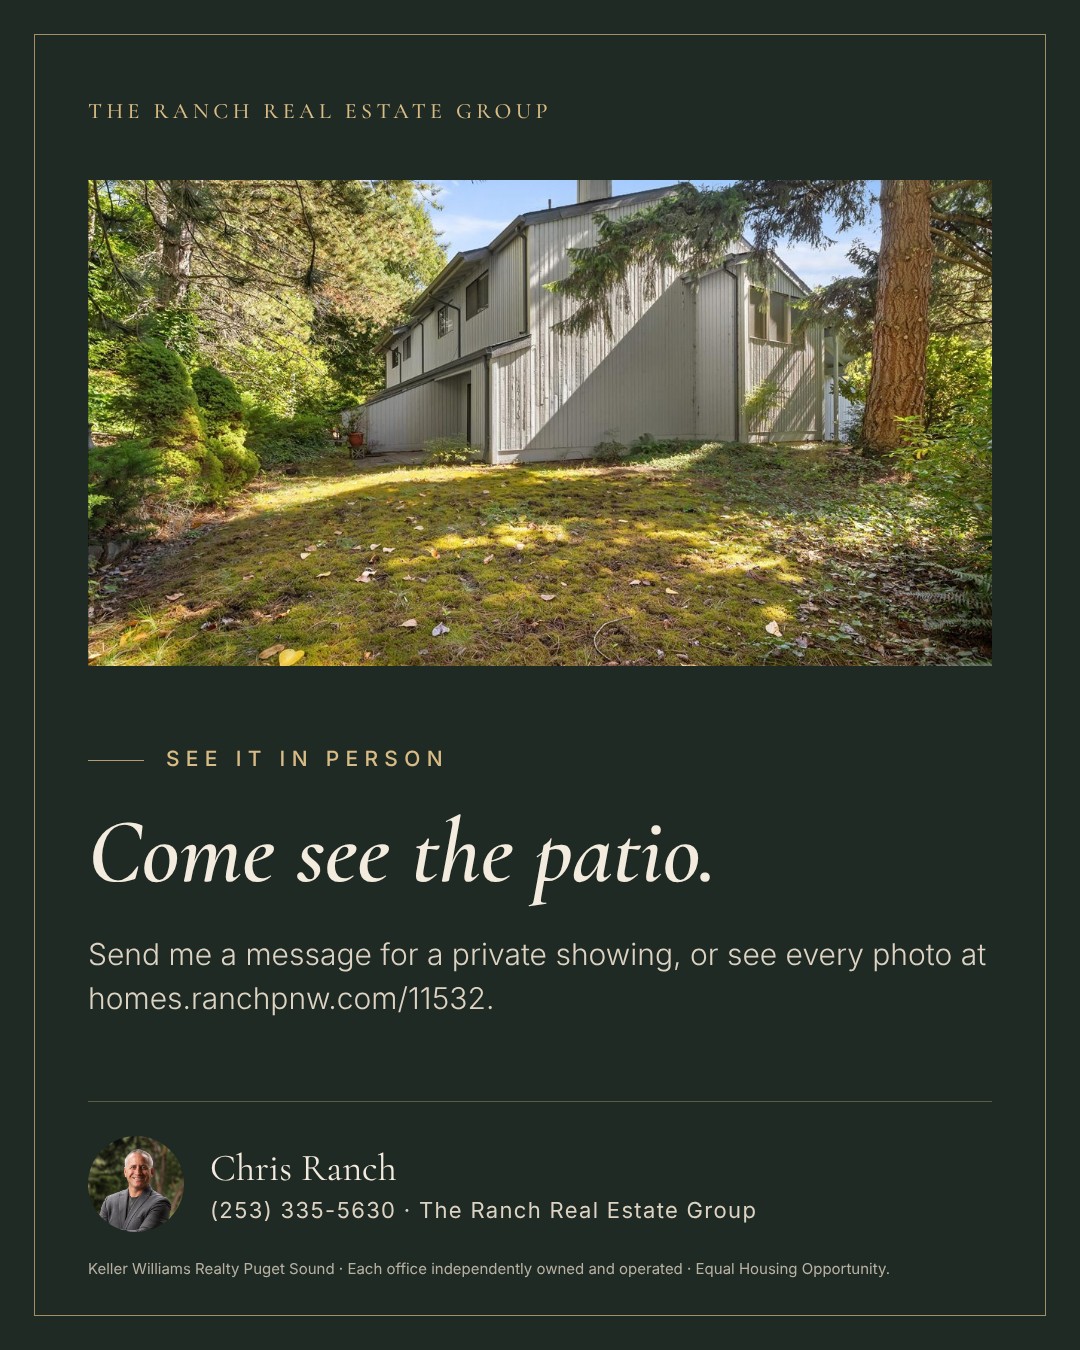 THE RANCH REAL ESTATE GROUP
SEE IT IN PERSON
Come see the patio.
Send me a message for a private showing, or see every photo at
homes.ranchpnw.com/11532.
Chris Ranch
(253) 335-5630 · The Ranch Real Estate Group
Keller Williams Realty Puget Sound · Each office independently owned and operated · Equal Housing Opportunity.